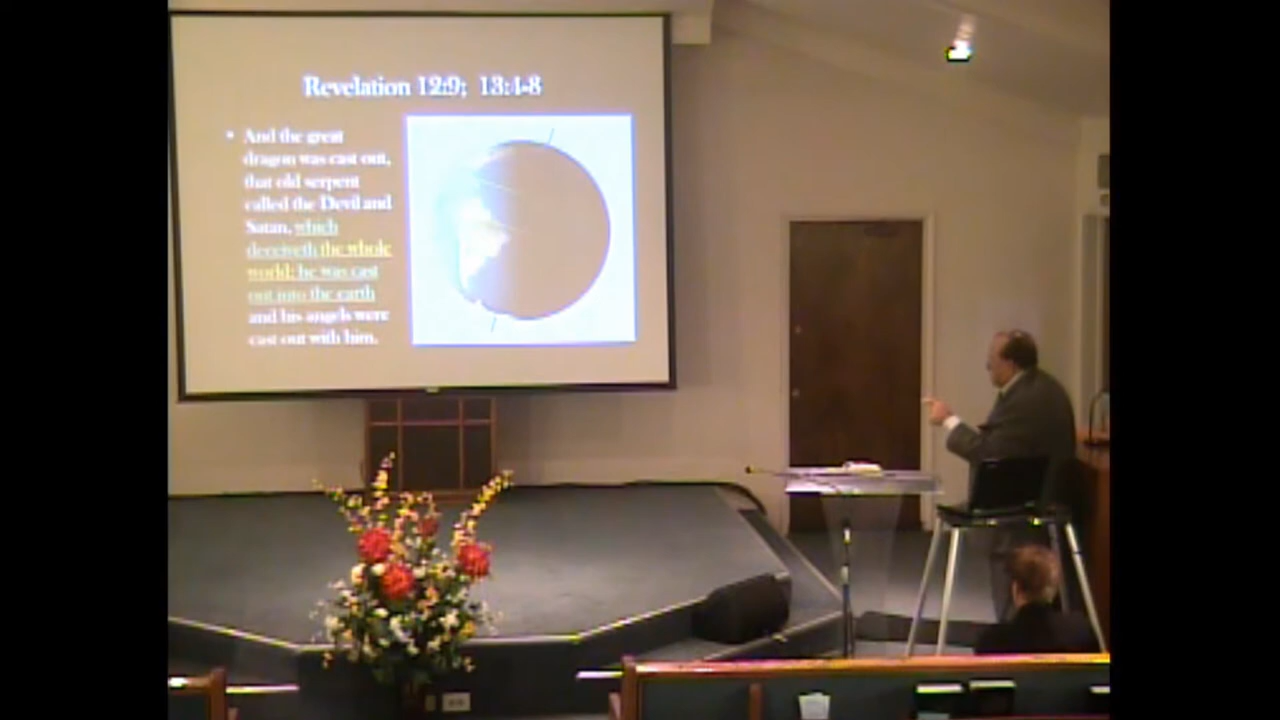 Revelation 12:9; 13:4-8
• And the great
dragon was cast out,
that old serpent
called the Devil and
Satan, which
deceiveth the whole
world: he was cast
out into the earth
and his angels were
cast out with him.